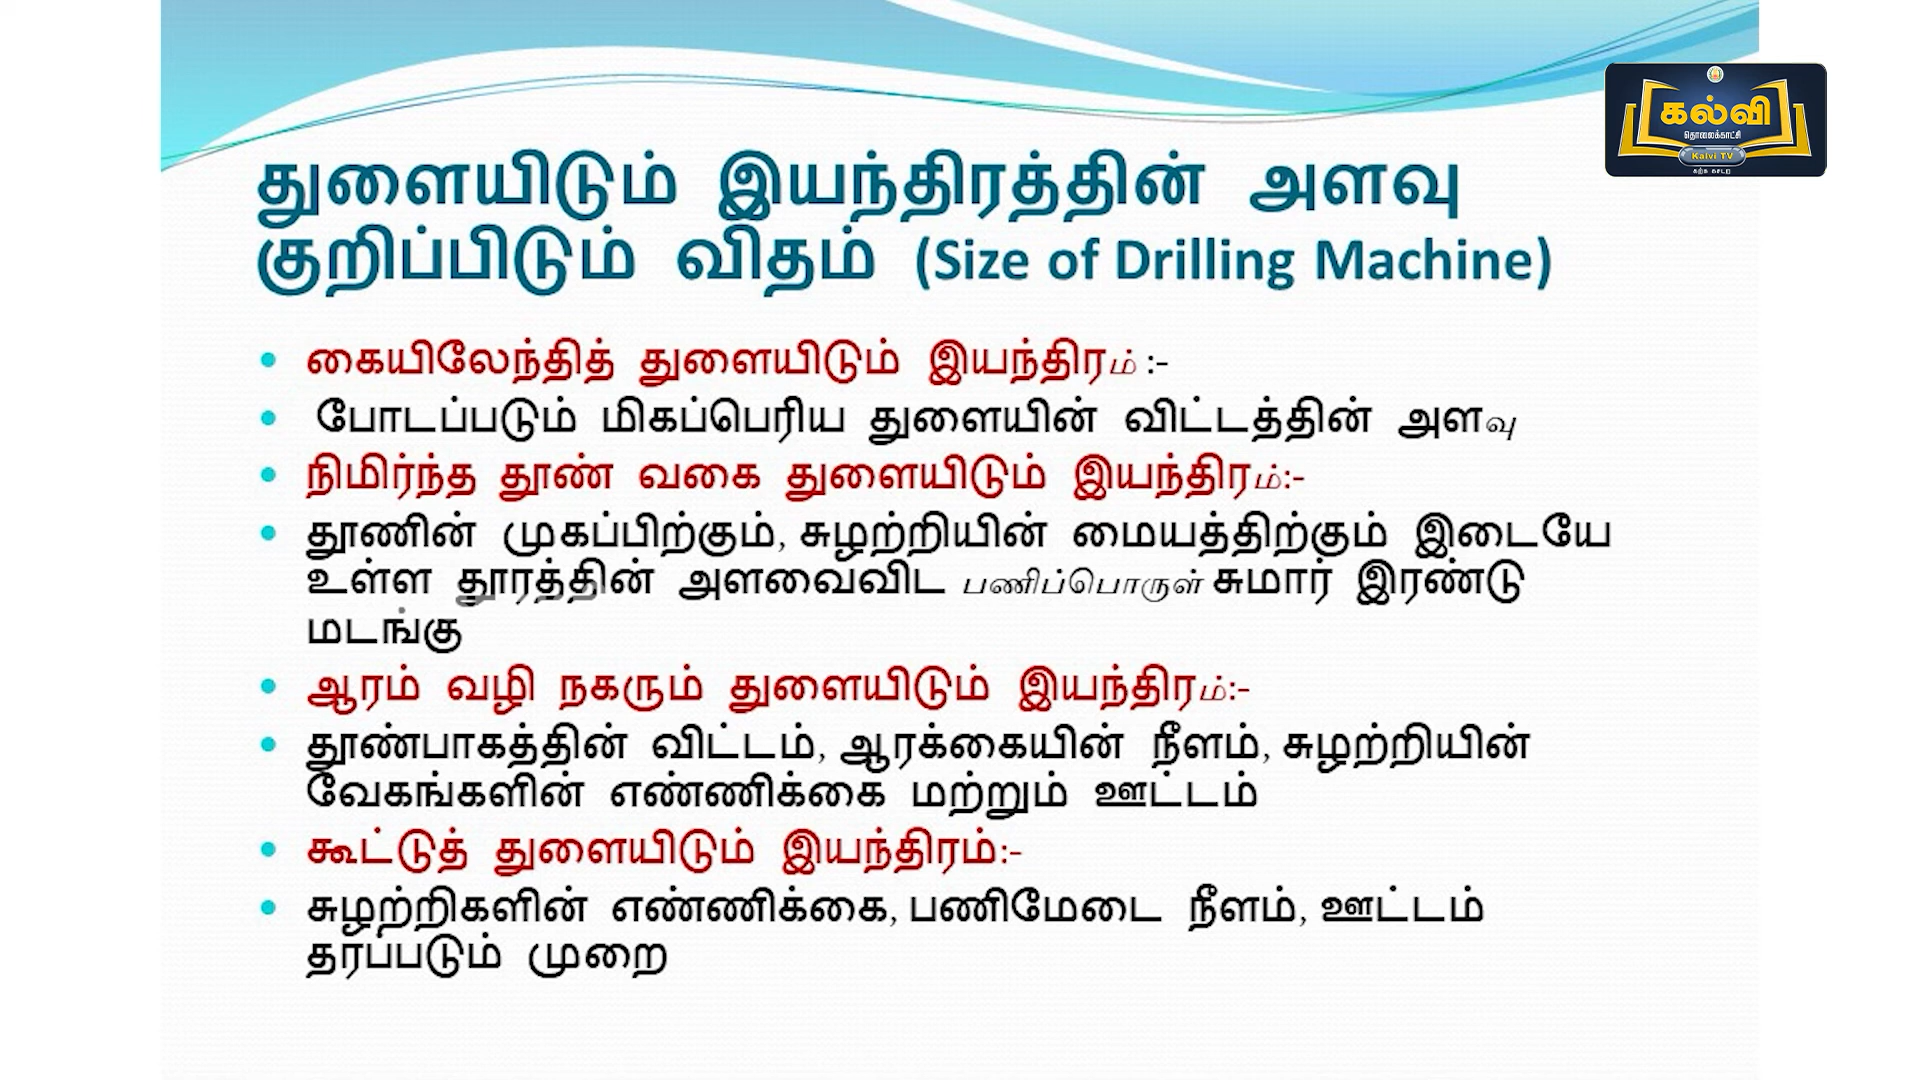 கல்வி
தொலைக்காட்சி
Kalvi TV
கற்க கசடற
துளையிடும் இயந்திரத்தின் அளவு
குறிப்பிடும் விதம் (Size of Drilling Machine)
கையிலேந்தித் துளையிடும் இயந்திரம் :-
போடப்படும் மிகப்பெரிய துளையின் விட்டத்தின் அளவு
நிமிர்ந்த தூண் வகை துளையிடும் இயந்திரம்:-
தூணின் முகப்பிற்கும், சுழற்றியின் மையத்திற்கும் இடையே
உள்ள தூரத்தின் அளவைவிட பணிப்பொருள் சுமார் இரண்டு
மடங்கு
ஆரம் வழி நகரும் துளையிடும் இயந்திரம்:-
தூண்பாகத்தின் விட்டம், ஆரக்கையின் நீளம், சுழற்றியின்
வேகங்களின் எண்ணிக்கை மற்றும் ஊட்டம்
கூட்டுத் துளையிடும் இயந்திரம்:-
சுழற்றிகளின் எண்ணிக்கை, பணிமேடை நீளம், ஊட்டம்
தரப்படும் முறை